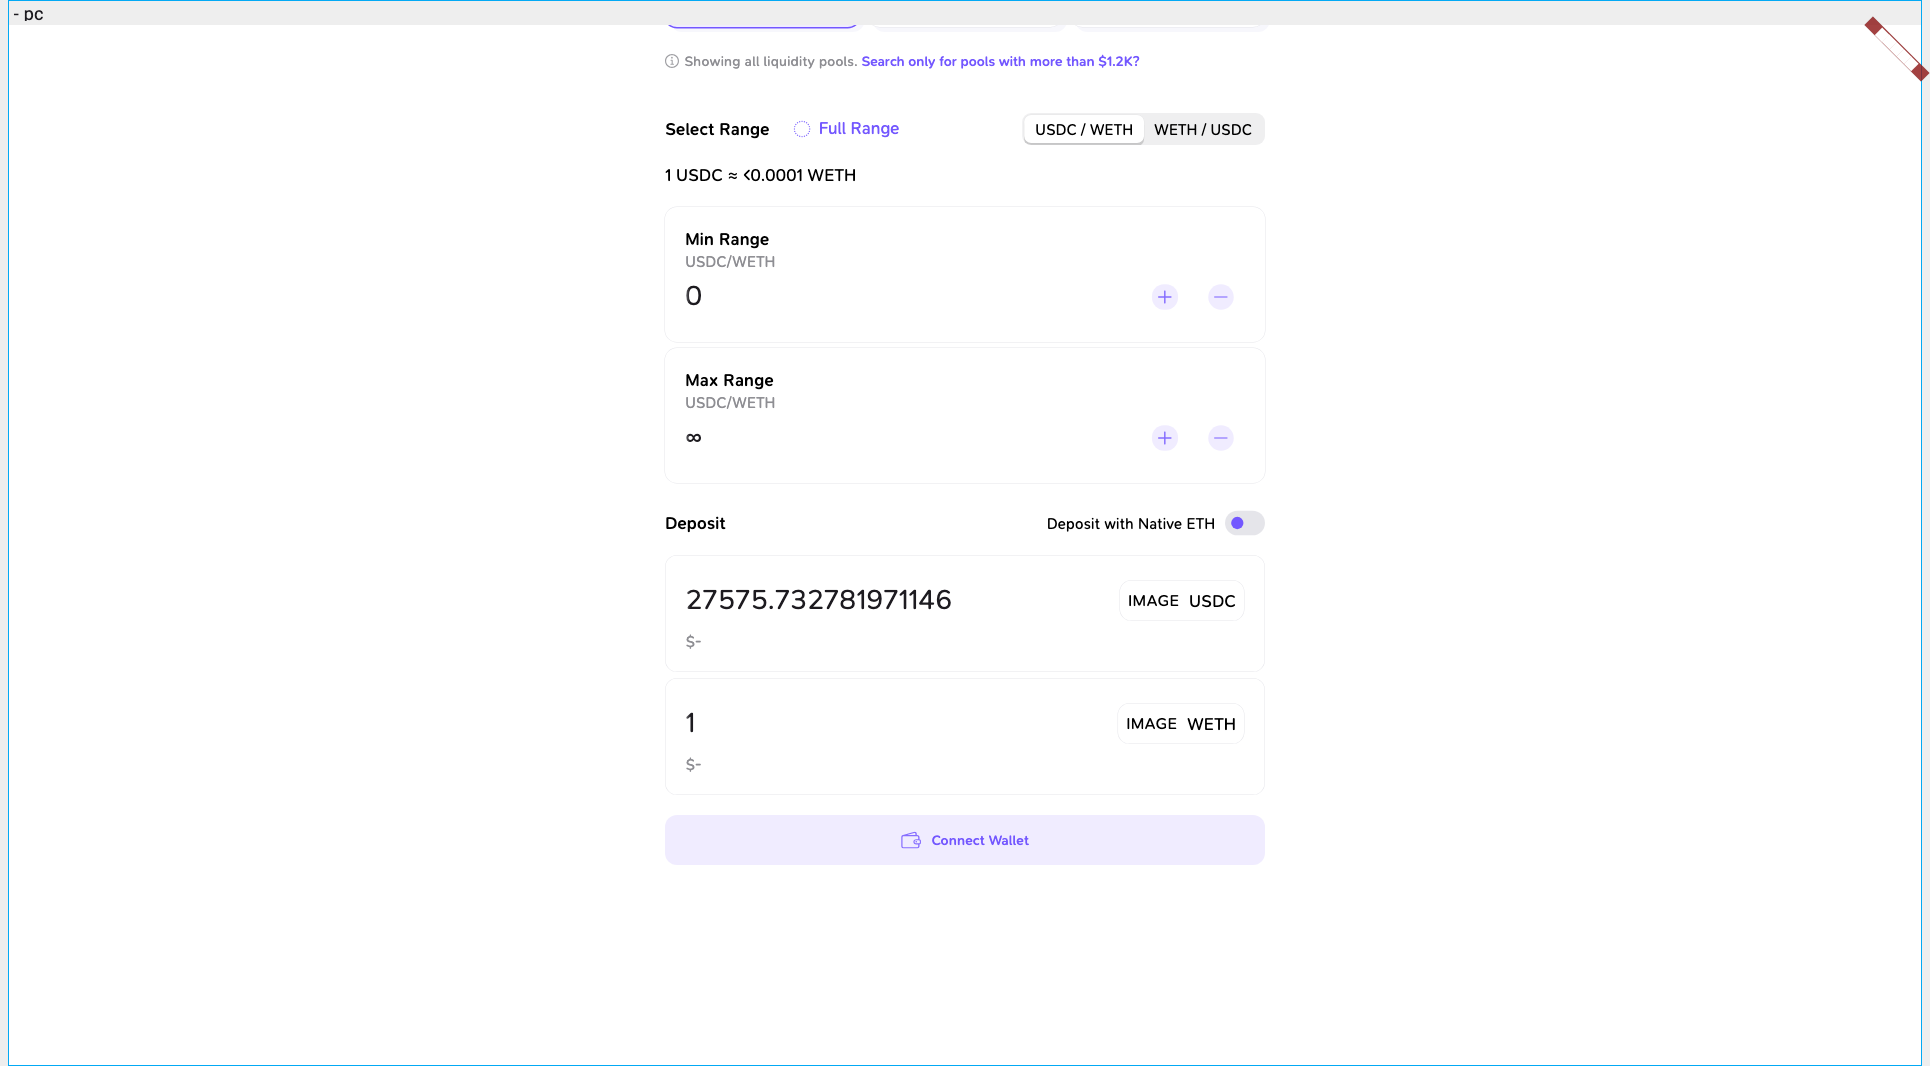 - pc
Showing all liquidity pools. Search only for pools with more than $1.2K?
Select Range Full Range USDC / WETH WETH / USDC
1 USDC ≈ <0.0001 WETH
Min Range
USDC/WETH
0
Max Range
USDC/WETH
∞
Deposit Deposit with Native ETH
27575.732781971146 IMAGE USDC
$-
1 IMAGE WETH
$-
Connect Wallet